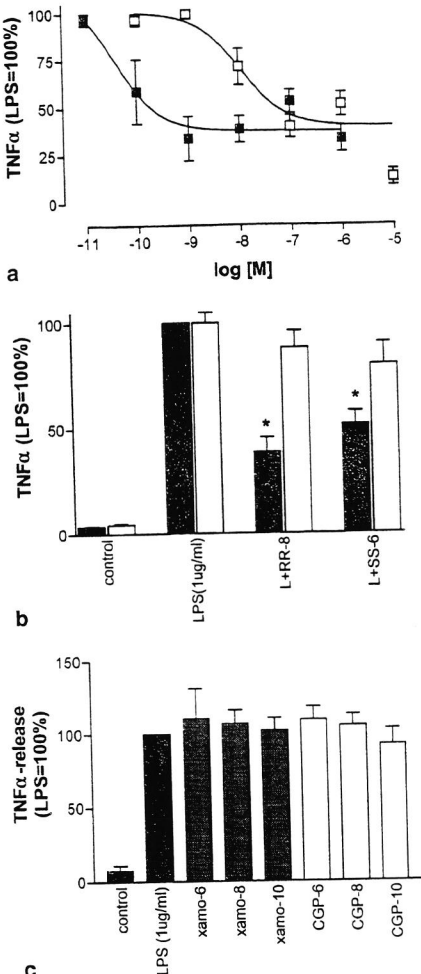 TNFα (LPS=100%)
100
75
50
25
0
-11 -10 -9 -8 -7 -6 -5
log [M]
a
TNFα (LPS=100%)
100
50
0
* *
control
LPS(1ug/ml)
L+RR-8
L+SS-6
b
TNFα-release
(LPS=100%)
150
100
50
0
control
LPS (1ug/ml)
xamo-6
xamo-8
xamo-10
CGP-6
CGP-8
CGP-10
c